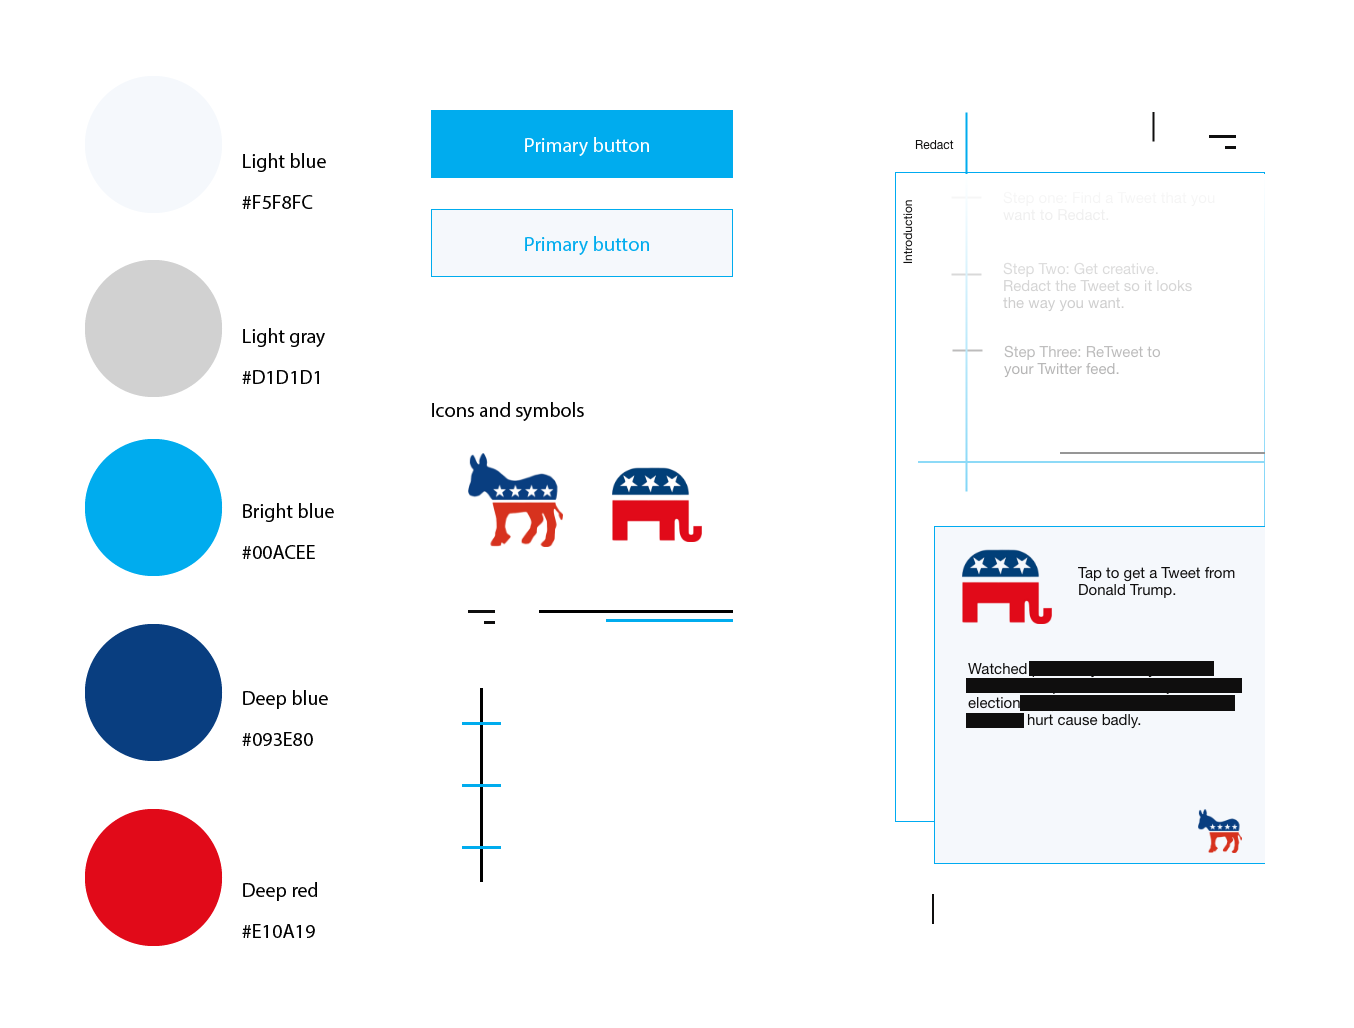 Light blue
#F5F8FC
Light gray
#D1D1D1
Bright blue
#00ACEE
Deep blue
#093E80
Deep red
#E10A19
Primary button
Primary button
Icons and symbols
Redact
Introduction
Step one: Find a Tweet that you
want to Redact.
Step Two: Get creative.
Redact the Tweet so it looks
the way you want.
Step Three: ReTweet to
your Twitter feed.
Tap to get a Tweet from
Donald Trump.
Watched
election
hurt cause badly.